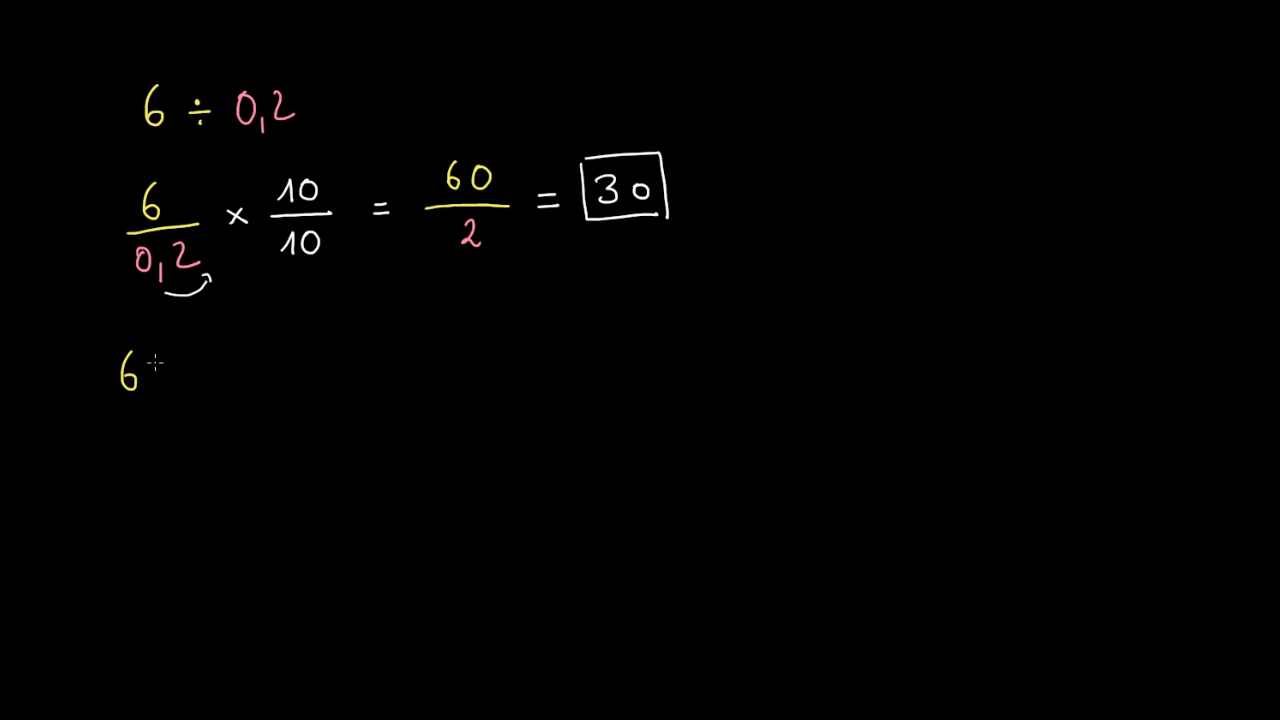 6 ÷ 0,2
6/0,2 × 10/10 = 60/2 = 30
6